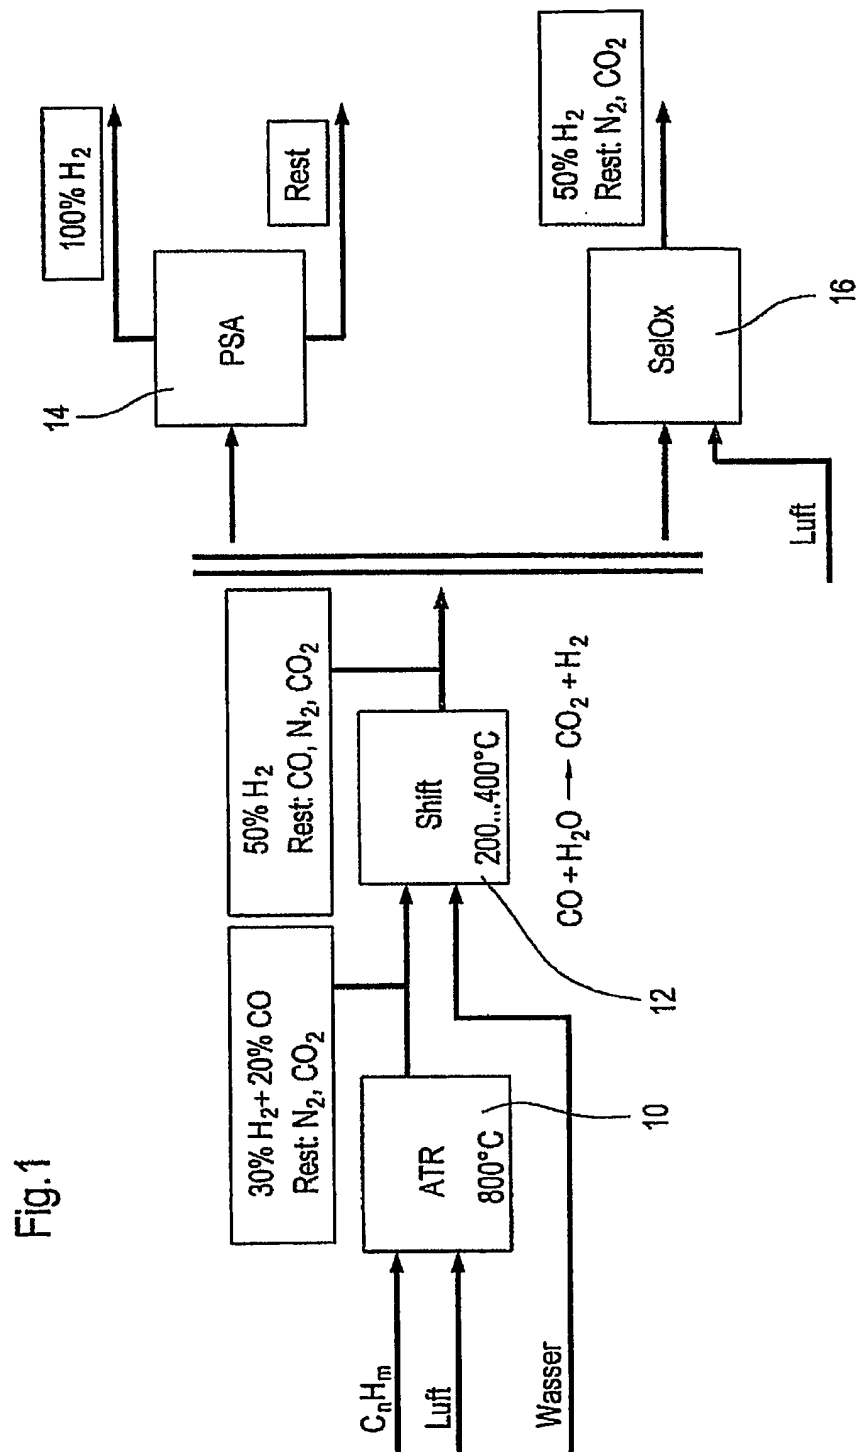 Fig.1
CₙHₘ
Luft
Wasser
ATR
800°C
10
30% H₂+20% CO
Rest: N₂, CO₂
Shift
200...400°C
12
CO+H₂O → CO₂+H₂
50% H₂
Rest: CO, N₂, CO₂
PSA
14
100% H₂
Rest
Luft
SelOx
16
50% H₂
Rest: N₂, CO₂